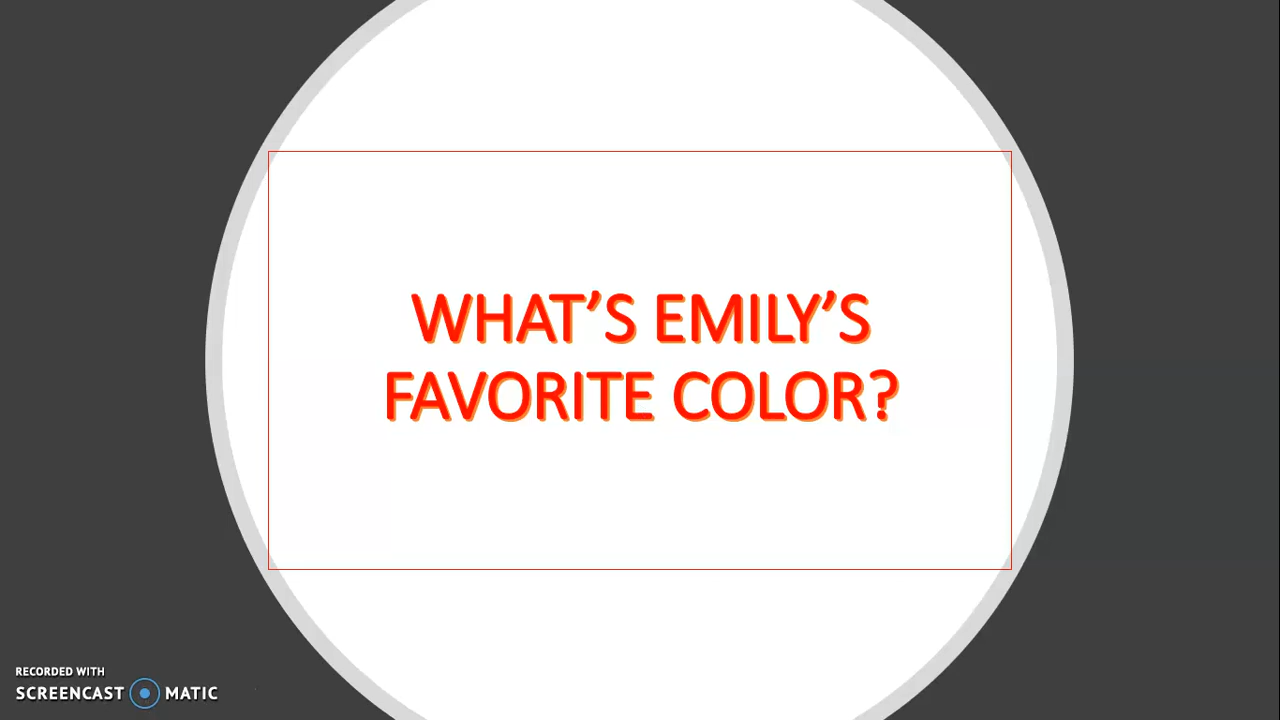 WHAT’S EMILY’S
FAVORITE COLOR?
RECORDED WITH
SCREENCAST MATIC